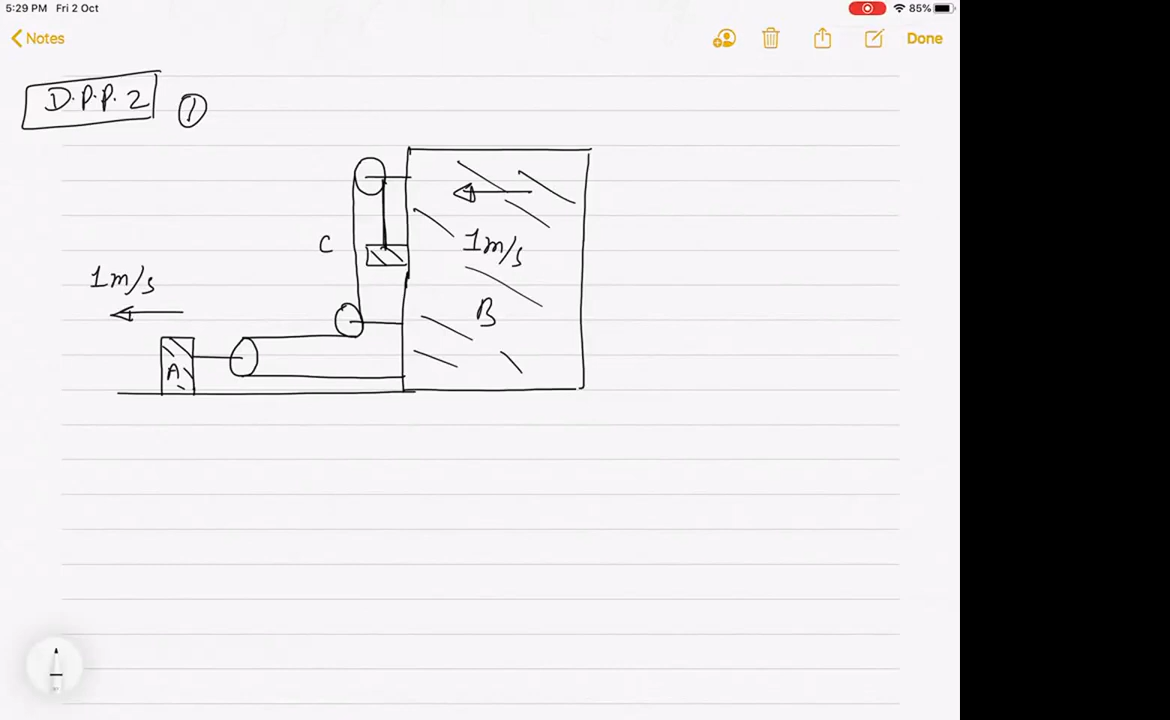 5:29 PM Fri 2 Oct
85%
Notes
Done
D.P.P. 2
1
C
1m/s
1m/s
B
A